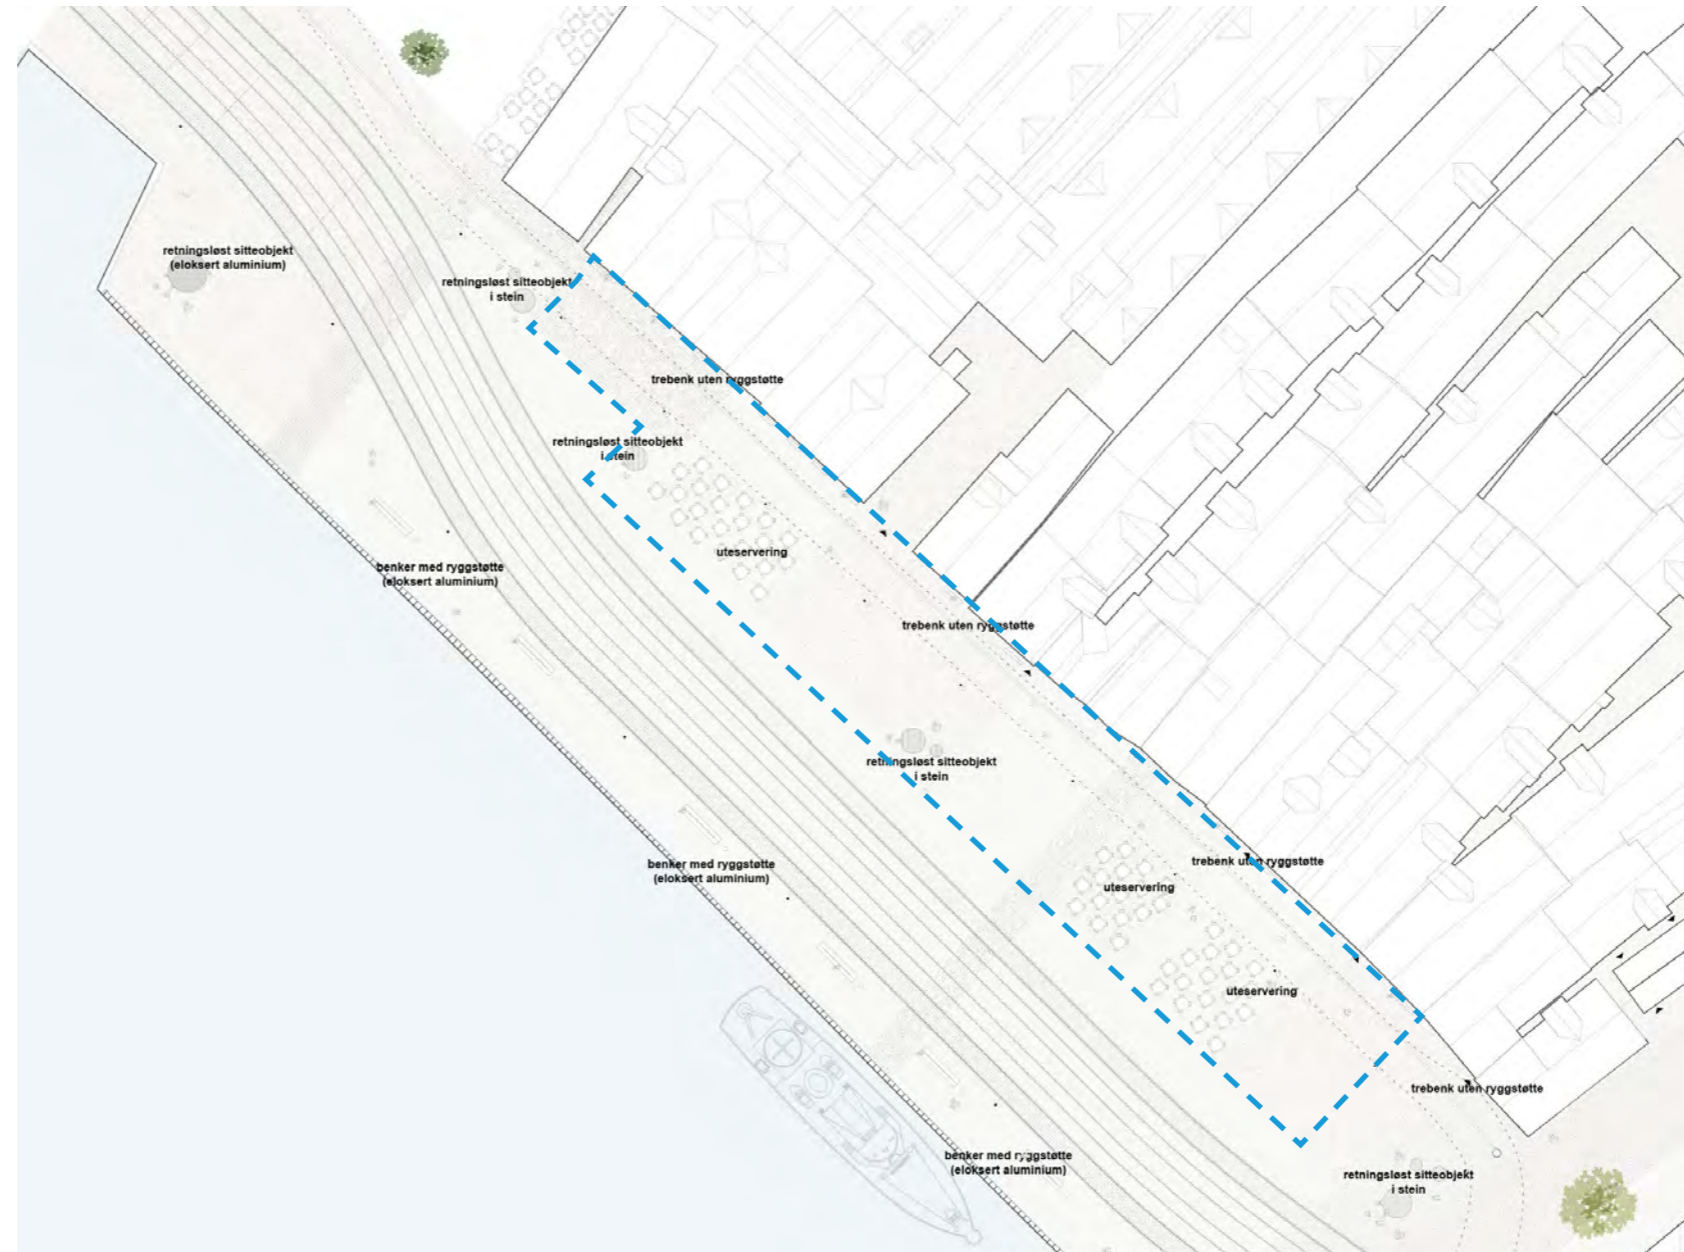 retningsløst sitteobjekt
(eloksert aluminium)
retningsløst sitteobjekt
i stein
trebenk uten ryggstøtte
retningsløst sitteobjekt
i stein
uteservering
benker med ryggstøtte
(eloksert aluminium)
trebenk uten ryggstøtte
retningsløst sitteobjekt
i stein
benker med ryggstøtte
(eloksert aluminium)
trebenk uten ryggstøtte
uteservering
uteservering
trebenk uten ryggstøtte
benker med ryggstøtte
(eloksert aluminium)
retningsløst sitteobjekt
i stein